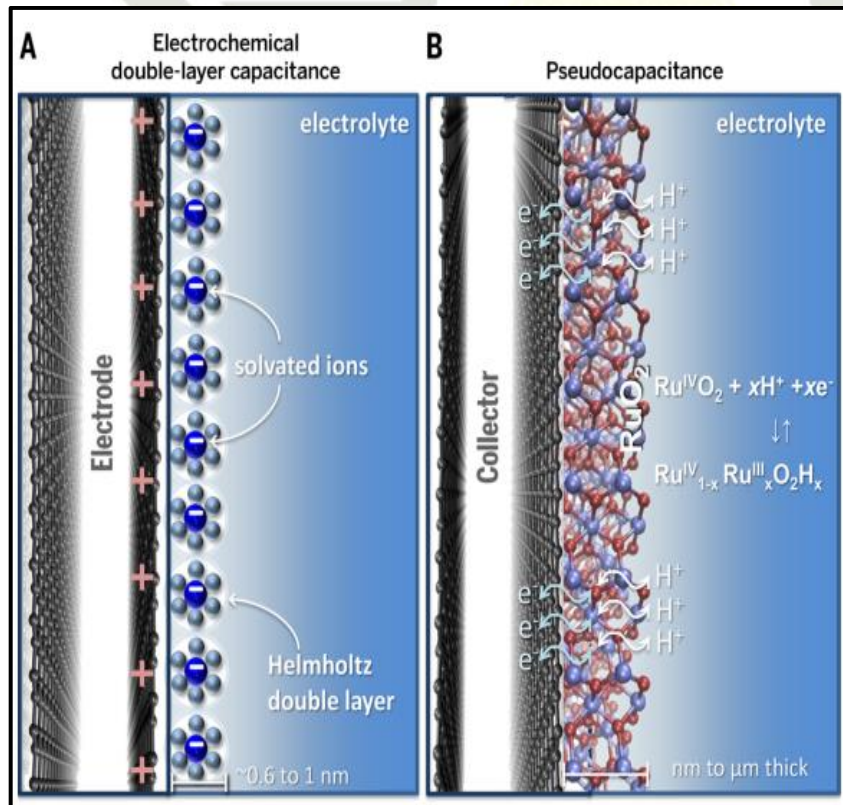 A
Electrochemical
double-layer capacitance
electrolyte
+
+
+
+
+
+
+
+
Electrode
solvated ions
Helmholtz
double layer
~0.6 to 1 nm
B
Pseudocapacitance
electrolyte
e⁻ H⁺
e⁻ H⁺
e⁻ H⁺
Collector
RuO₂
RuᴵⱽO₂ + xH⁺ +xe⁻
↓↑
Ruᴵⱽ₁₋ₓ RuᴵᴵᴵₓO₂Hₓ
e⁻ H⁺
e⁻ H⁺
e⁻ H⁺
nm to µm thick